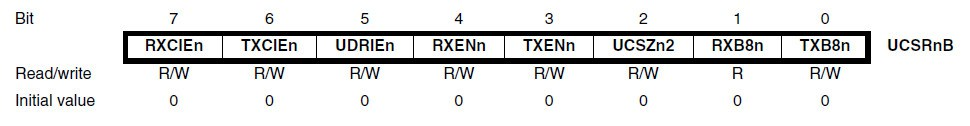 Bit 7 6 5 4 3 2 1 0
RXCIEn TXCIEn UDRIEn RXENn TXENn UCSZn2 RXB8n TXB8n UCSRnB
Read/write R/W R/W R/W R/W R/W R/W R R/W
Initial value 0 0 0 0 0 0 0 0